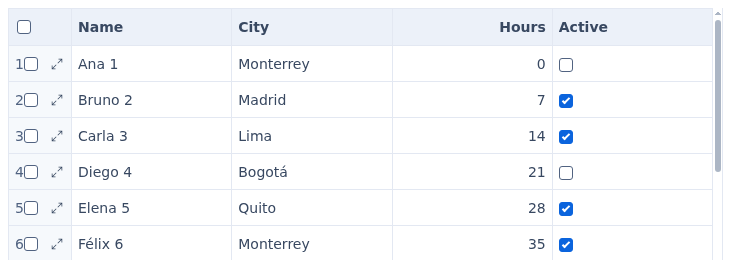 Name City Hours Active
1 Ana 1 Monterrey 0
2 Bruno 2 Madrid 7
3 Carla 3 Lima 14
4 Diego 4 Bogotá 21
5 Elena 5 Quito 28
6 Félix 6 Monterrey 35